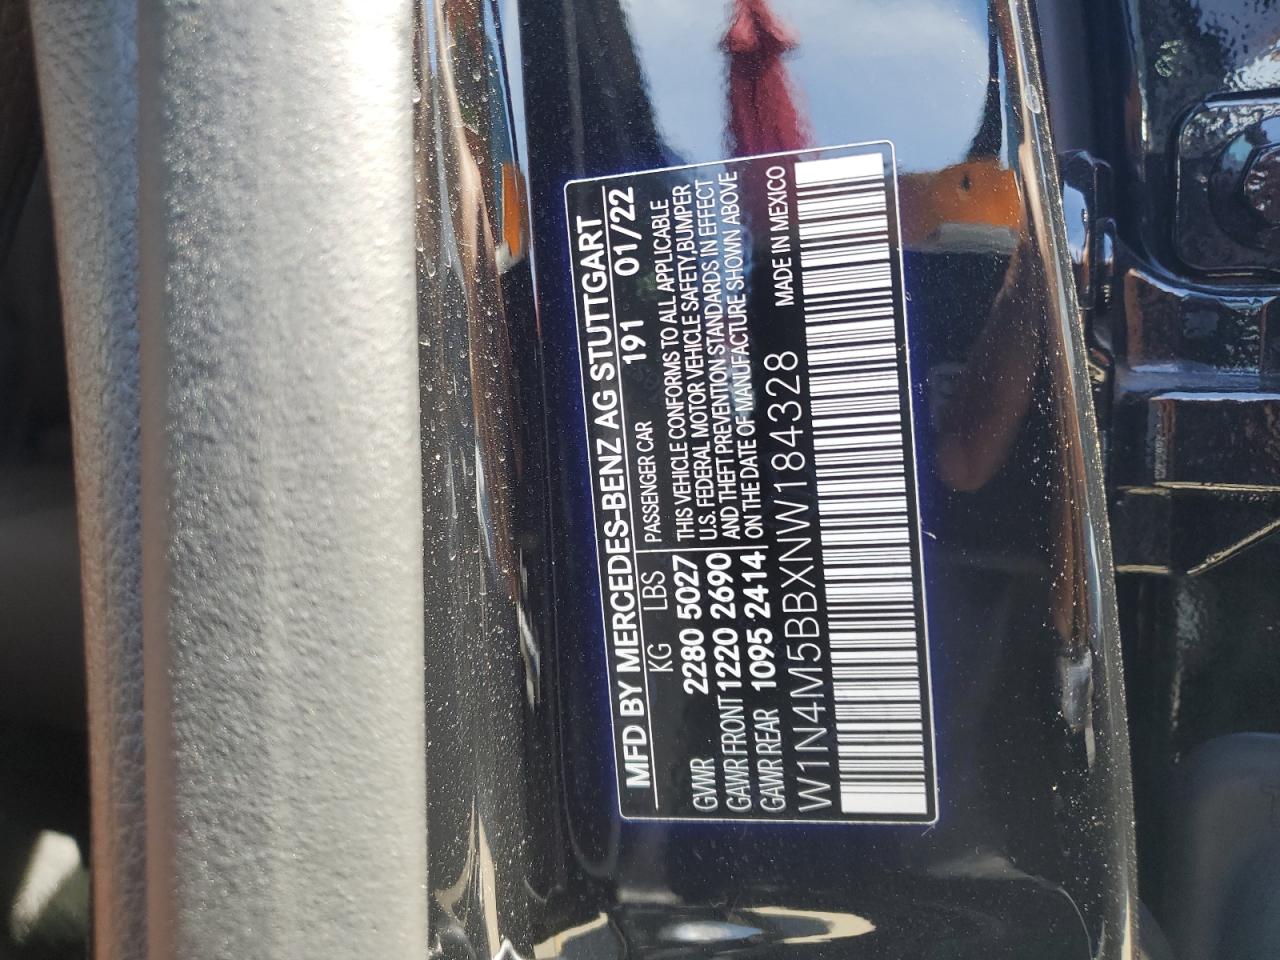 MFD BY MERCEDES-BENZ AG STUTTGART
KG LBS PASSENGER CAR 191 01/22
GVWR 2280 5027 THIS VEHICLE CONFORMS TO ALL APPLICABLE
U.S. FEDERAL MOTOR VEHICLE SAFETY, BUMPER
GAWR FRONT 1220 2690 AND THEFT PREVENTION STANDARDS IN EFFECT
GAWR REAR 1095 2414 ON THE DATE OF MANUFACTURE SHOWN ABOVE
W1N4M5BBXNW184328 MADE IN MEXICO